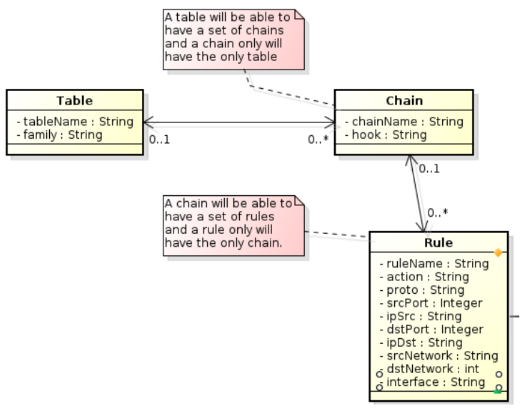 A table will be able to
have a set of chains
and a chain only will
have the only table
Table
- tableName : String
- family : String
0..1
0..*
Chain
- chainName : String
- hook : String
0..1
0..*
A chain will be able to
have a set of rules
and a rule only will
have the only chain.
Rule
- ruleName : String
- action : String
- proto : String
- srcPort : Integer
- ipSrc : String
- dstPort : Integer
- ipDst : String
- srcNetwork : String
- dstNetwork : int
- interface : String